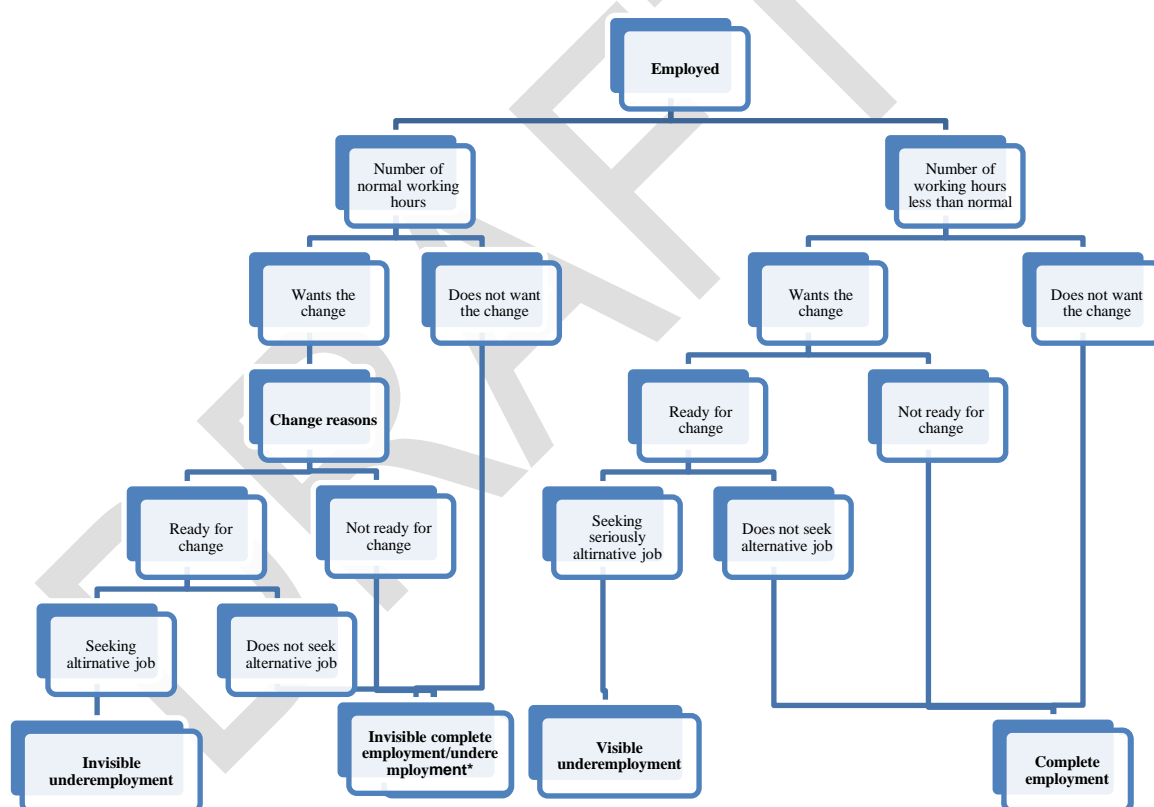 DRAFT
Employed
Number of
normal working
hours
Number of
working hours
less than normal
Wants the
change
Does not want
the change
Wants the
change
Does not want
the change
Change reasons
Ready for
change
Not ready for
change
Ready for
change
Not ready for
change
Seeking
seriously
altirnative job
Does not seek
alternative job
Seeking
altirnative job
Does not seek
alternative job
Invisible
underemployment
Invisible complete
employment/undere
mployment*
Visible
underemployment
Complete
employment